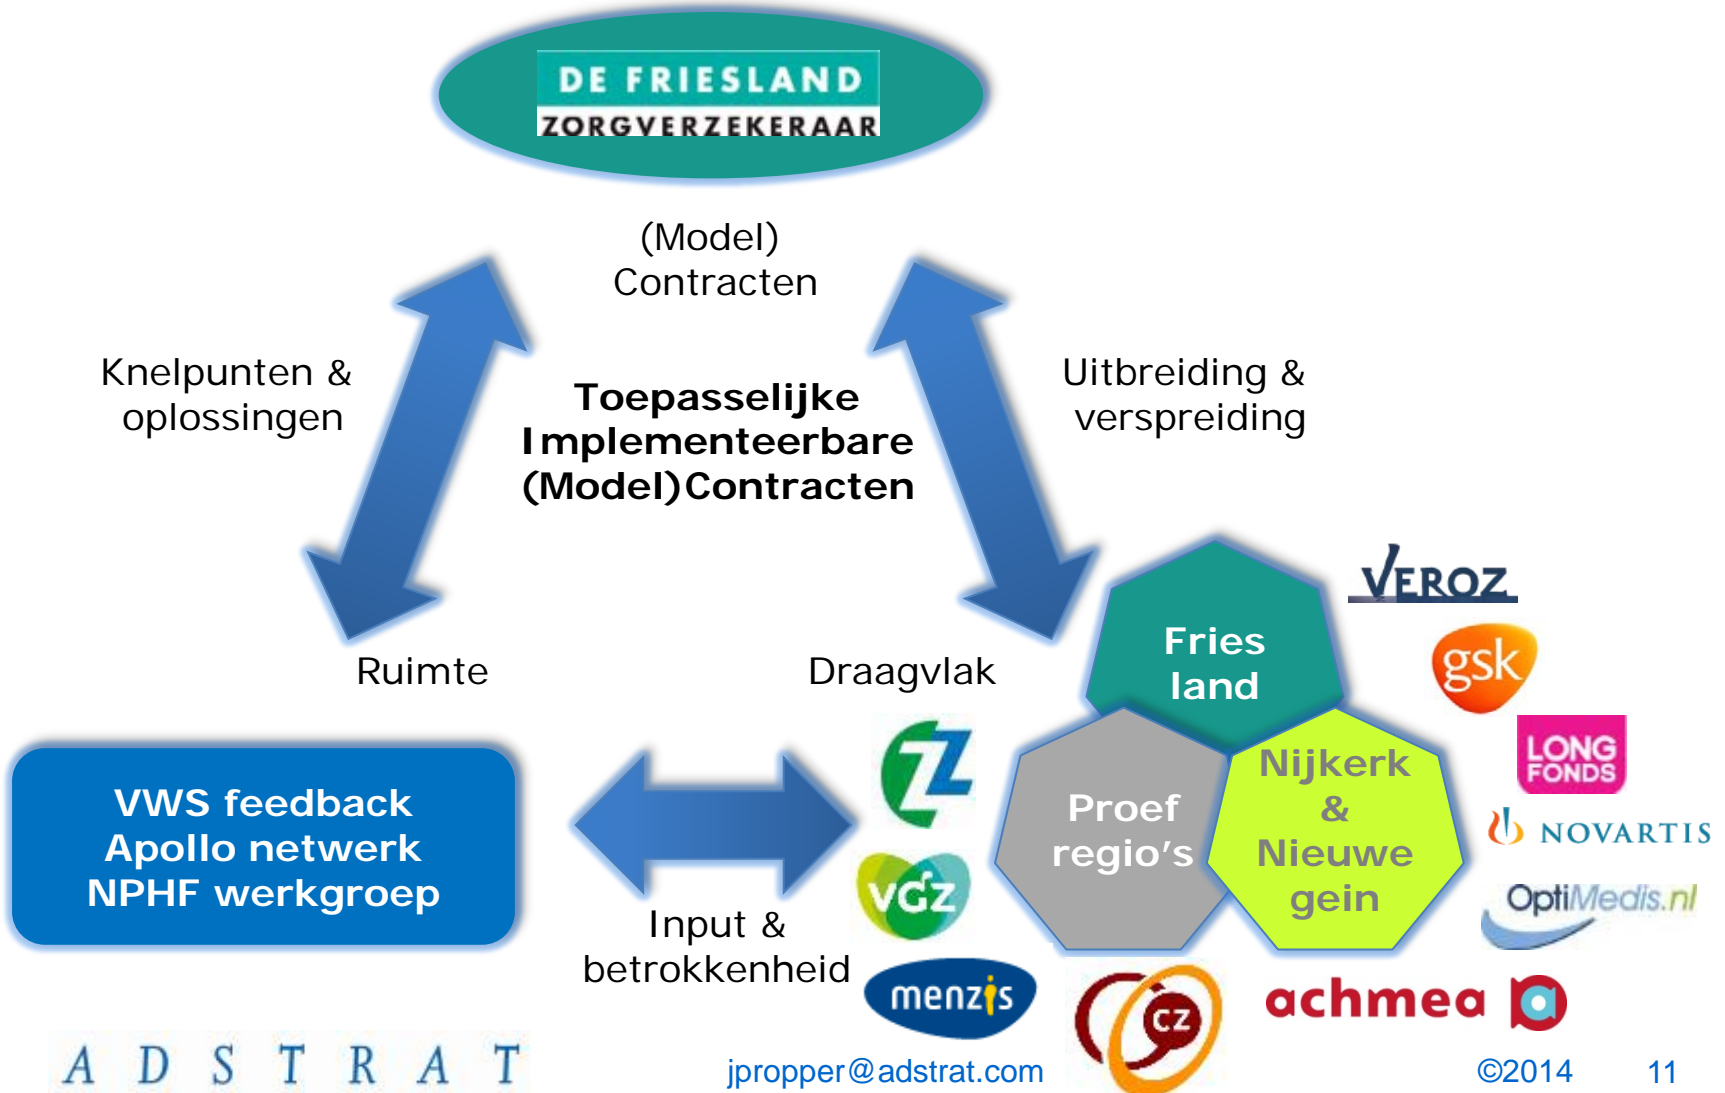 DE FRIESLAND
ZORGVERZEKERAAR
(Model)
Contracten
Knelpunten &
oplossingen
Toepasselijke
Implementeerbare
(Model)Contracten
Uitbreiding &
verspreiding
Ruimte
Draagvlak
VWS feedback
Apollo netwerk
NPHF werkgroep
Input &
betrokkenheid
Fries
land
Proef
regio's
Nijkerk
&
Nieuwe
gein
VEROZ
gsk
LONG
FONDS
NOVARTIS
OptiMedis.nl
ZZ
vgz
menzis
CZ
achmea a
ADSTRAT
jpropper@adstrat.com
©2014
11